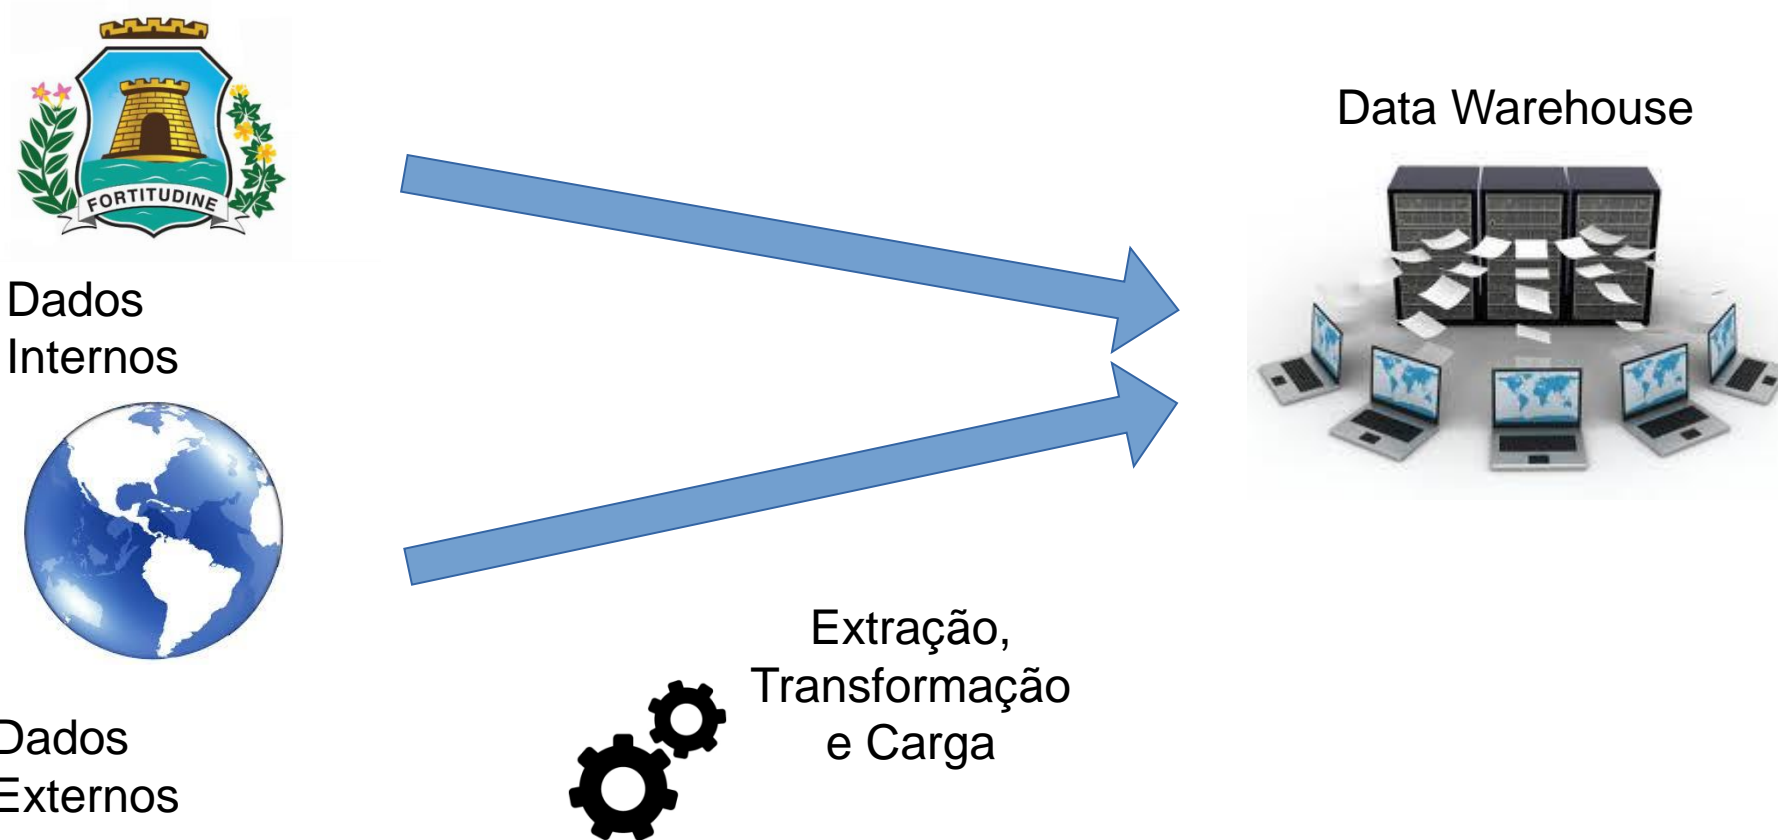 FORTITUDINE
Data Warehouse
Dados
Internos
Extração,
Transformação
e Carga
Dados
Externos